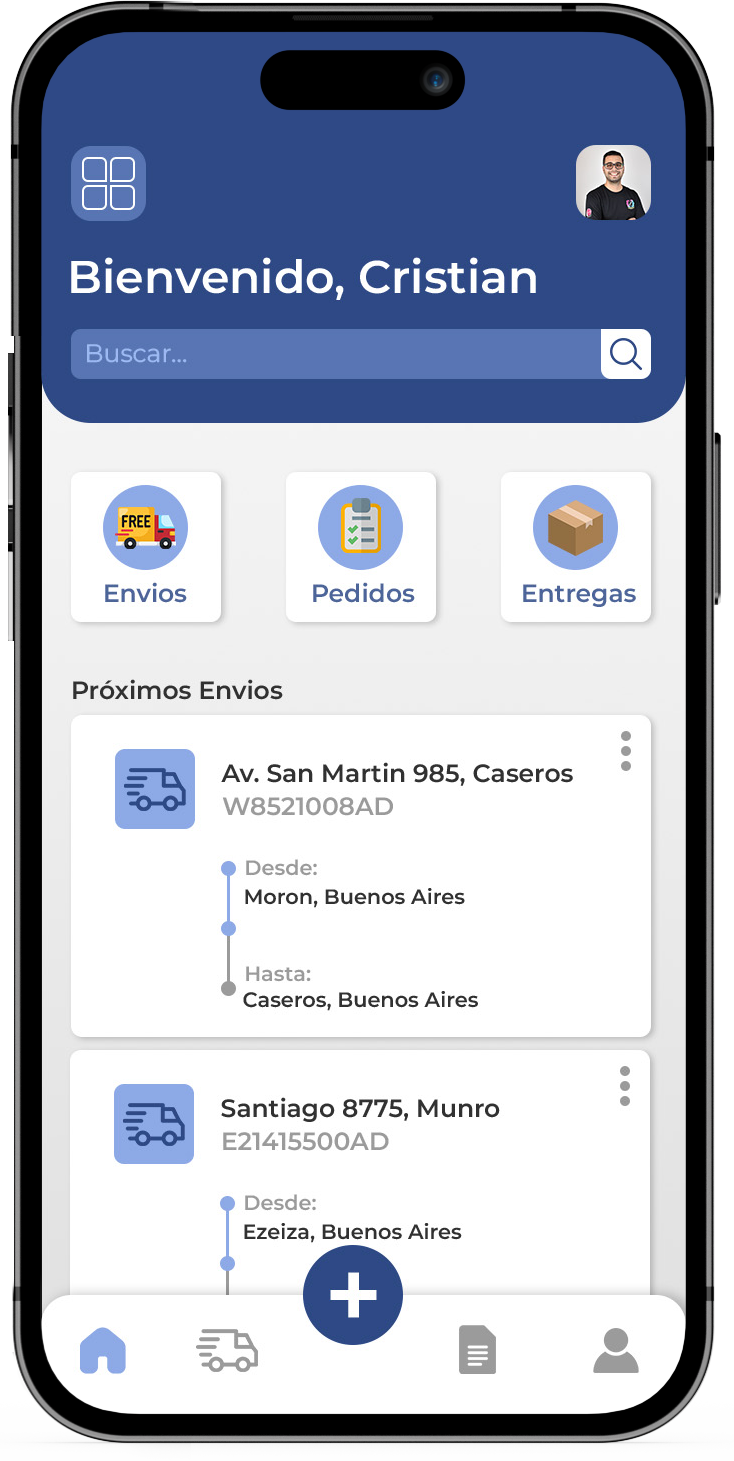 Bienvenido, Cristian
Buscar...
FREE
Envios
Pedidos
Entregas
Próximos Envios
Av. San Martin 985, Caseros
W8521008AD
Desde:
Moron, Buenos Aires
Hasta:
Caseros, Buenos Aires
Santiago 8775, Munro
E21415500AD
Desde:
Ezeiza, Buenos Aires